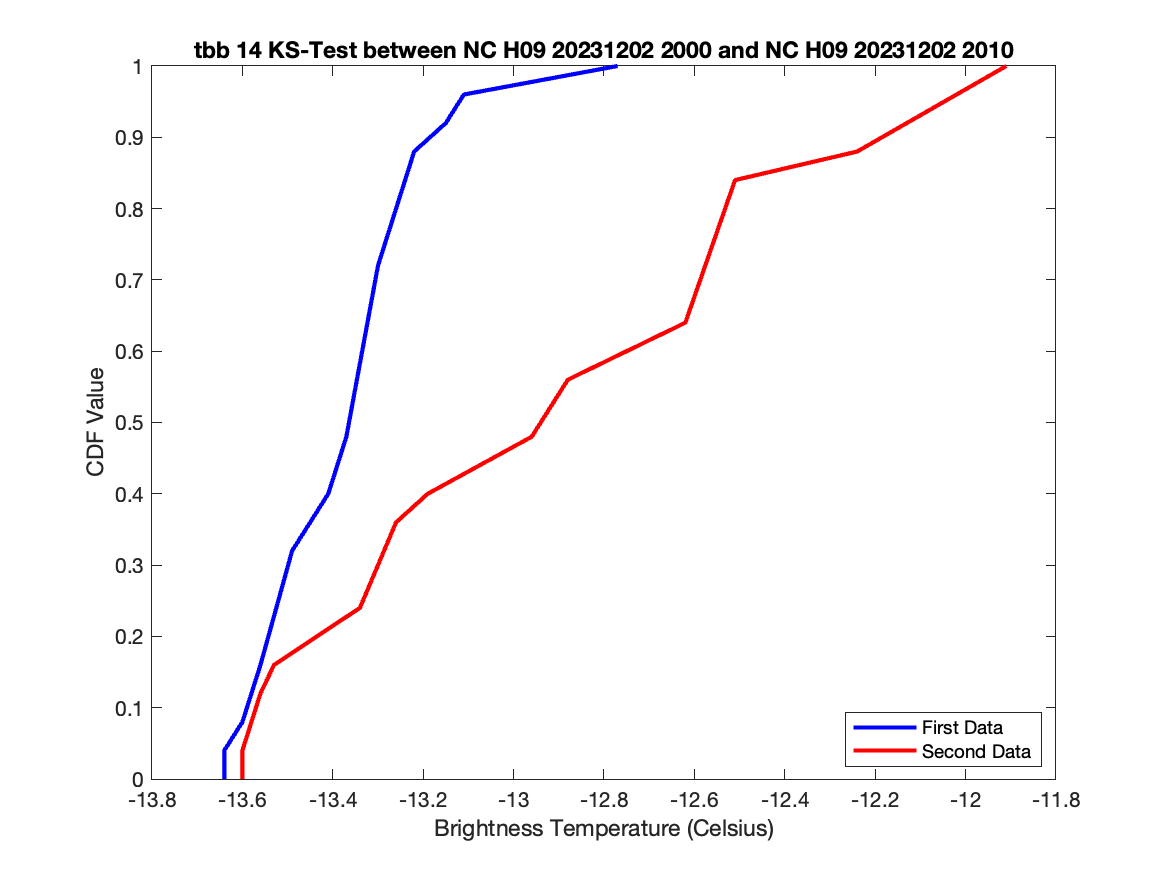 tbb 14 KS-Test between NC H09 20231202 2000 and NC H09 20231202 2010
1
0.9
0.8
0.7
0.6
0.5
0.4
0.3
0.2
0.1
0
CDF Value
First Data
Second Data
-13.8 -13.6 -13.4 -13.2 -13 -12.8 -12.6 -12.4 -12.2 -12 -11.8
Brightness Temperature (Celsius)